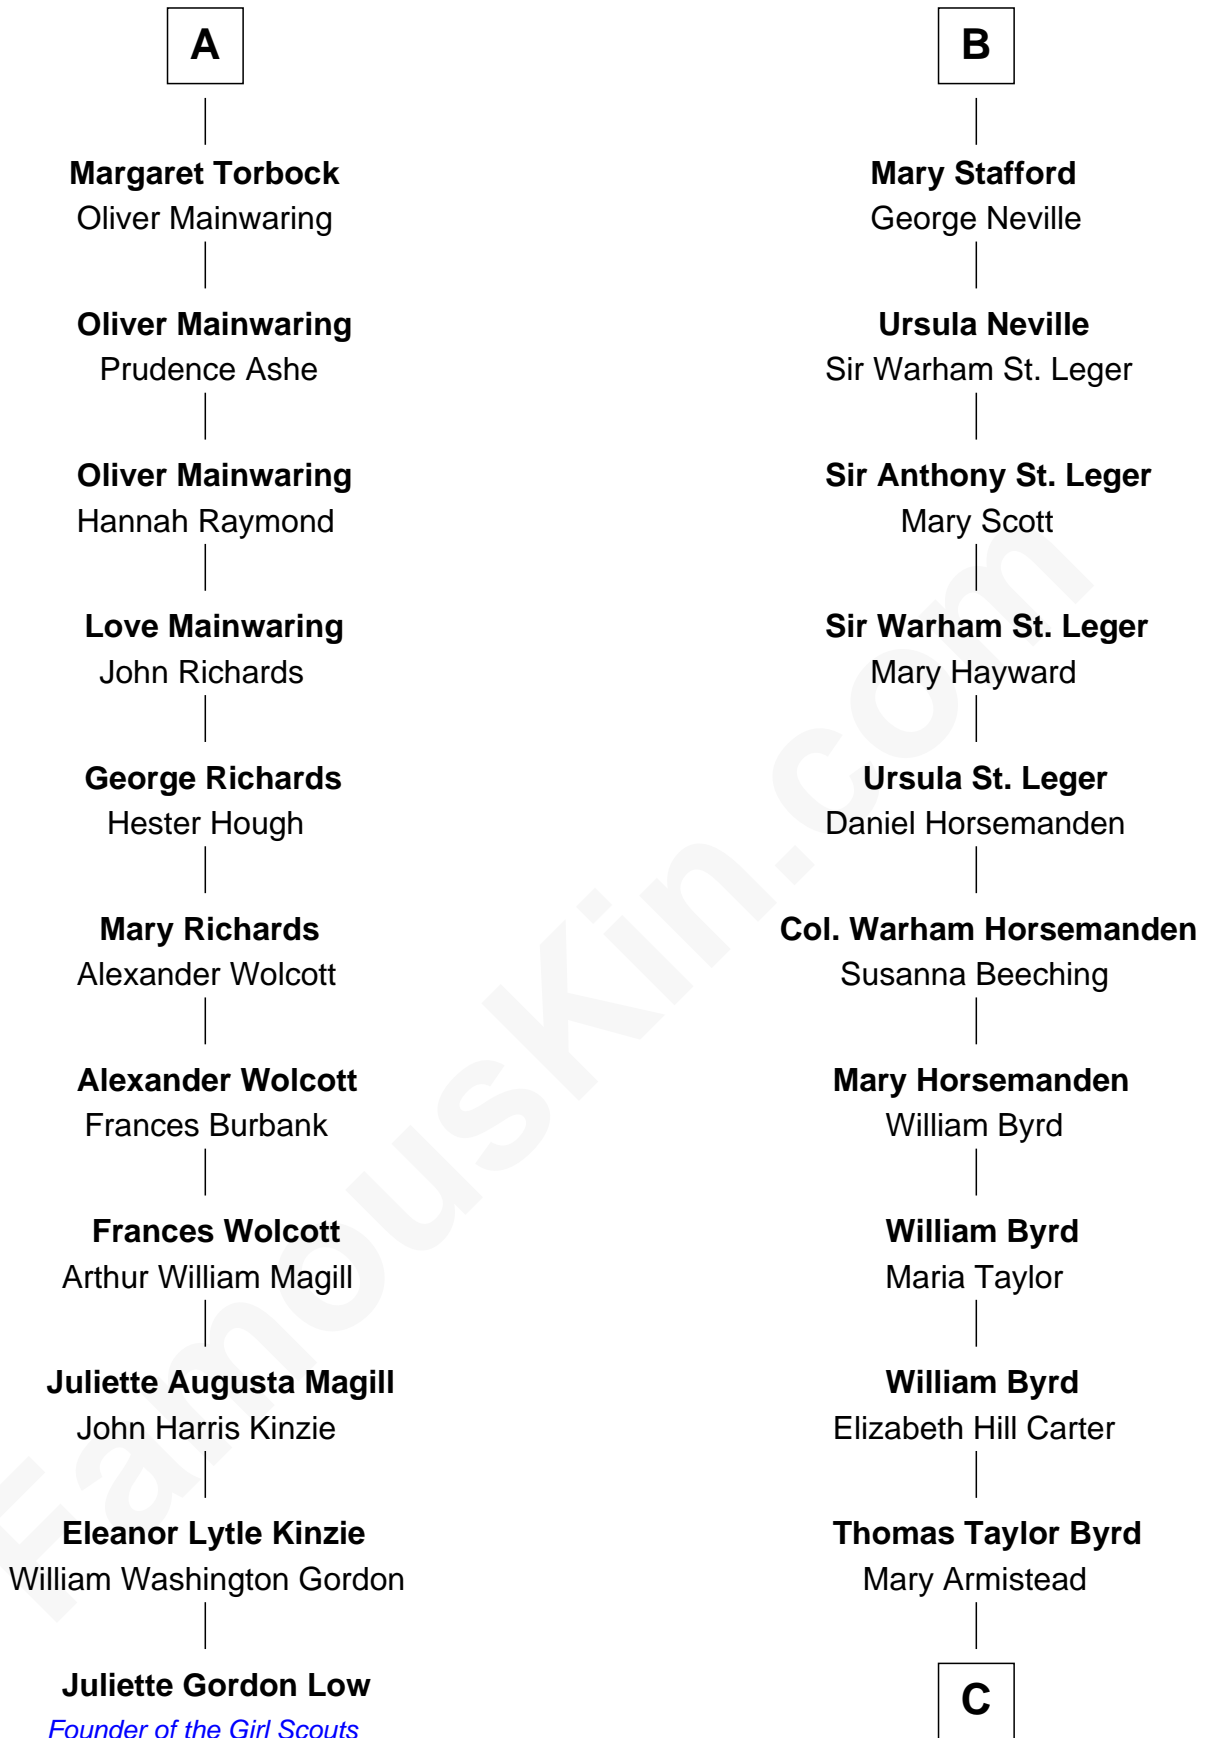 A
Margaret Torbock
Oliver Mainwaring
Oliver Mainwaring
Prudence Ashe
Oliver Mainwaring
Hannah Raymond
Love Mainwaring
John Richards
George Richards
Hester Hough
Mary Richards
Alexander Wolcott
Alexander Wolcott
Frances Burbank
Frances Wolcott
Arthur William Magill
Juliette Augusta Magill
John Harris Kinzie
Eleanor Lytle Kinzie
William Washington Gordon
Juliette Gordon Low
Founder of the Girl Scouts
B
Mary Stafford
George Neville
Ursula Neville
Sir Warham St. Leger
Sir Anthony St. Leger
Mary Scott
Sir Warham St. Leger
Mary Hayward
Ursula St. Leger
Daniel Horsemanden
Col. Warham Horsemanden
Susanna Beeching
Mary Horsemanden
William Byrd
William Byrd
Maria Taylor
William Byrd
Elizabeth Hill Carter
Thomas Taylor Byrd
Mary Armistead
C
FamousKin.com